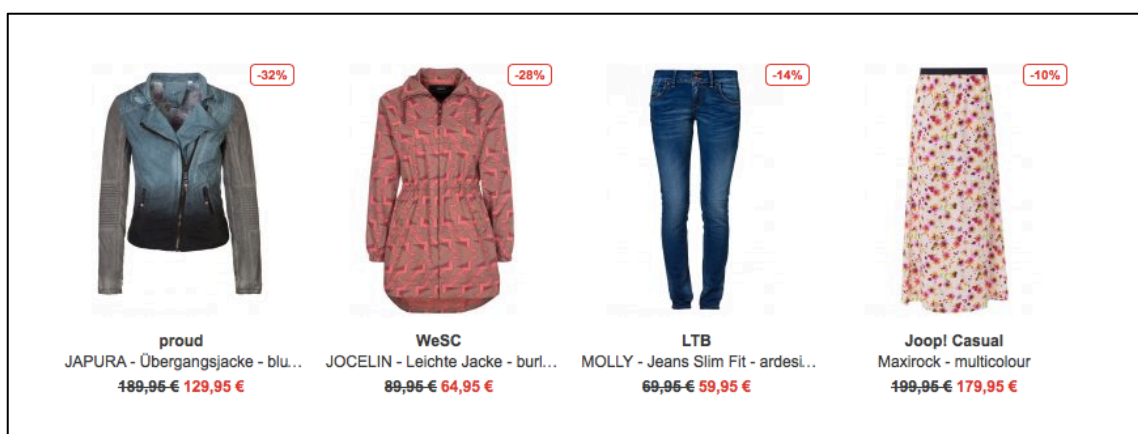 -32%
-28%
-14%
-10%
proud
JAPURA - Übergangsjacke - blu...
189,95 € 129,95 €
WeSC
JOCELIN - Leichte Jacke - burl...
89,95 € 64,95 €
LTB
MOLLY - Jeans Slim Fit - ardesi...
69,95 € 59,95 €
Joop! Casual
Maxirock - multicolour
199,95 € 179,95 €